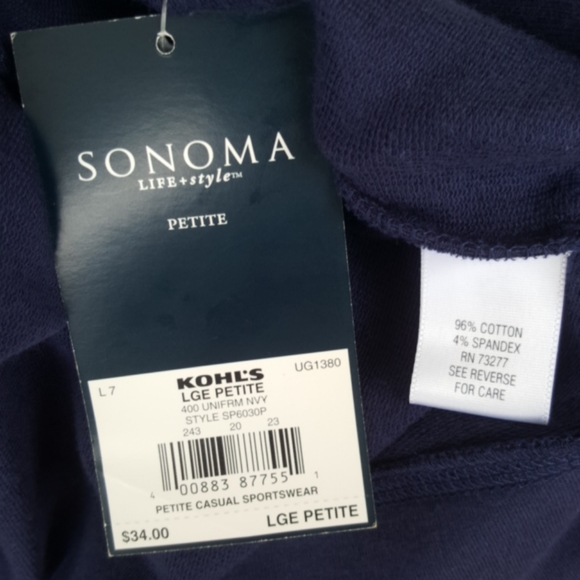 SONOMA
LIFE+style™
PETITE
KOHL'S
UG1380
L 7
LGE PETITE
400 UNIFRM NVY
STYLE SP6030P
243 20 23
4 00883 87755 1
PETITE CASUAL SPORTSWEAR
$34.00 LGE PETITE
96% COTTON
4% SPANDEX
RN 73277
SEE REVERSE
FOR CARE